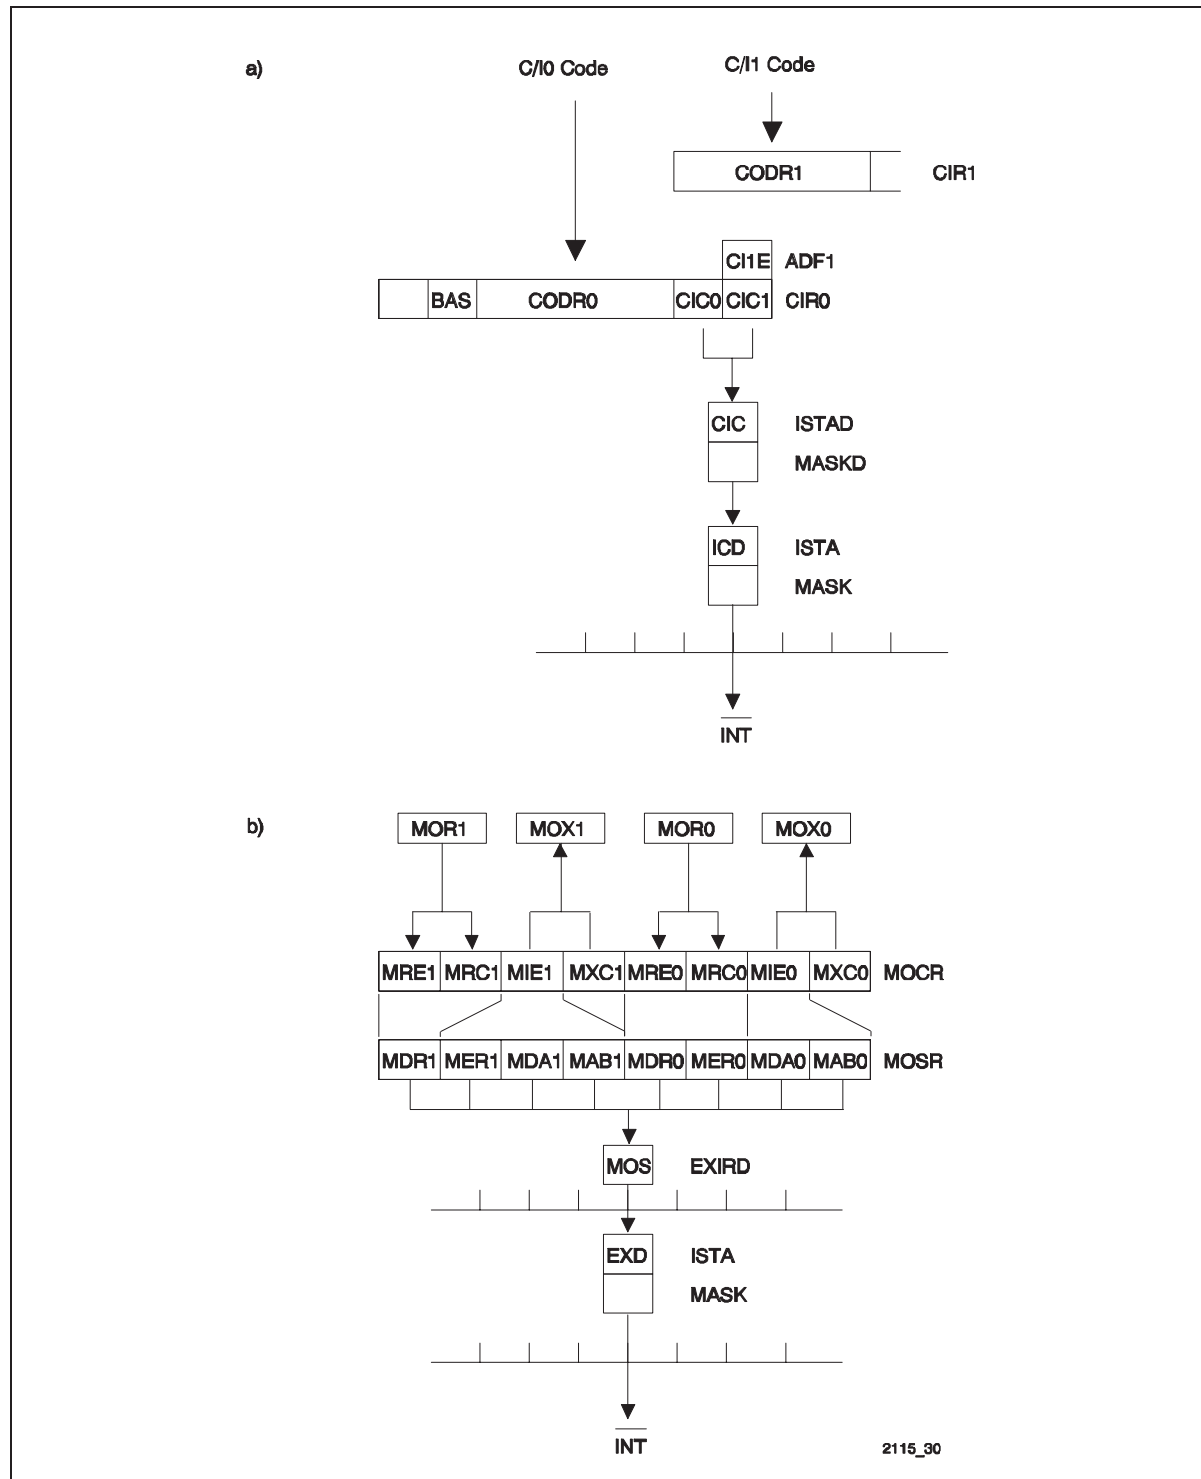 a)
C/I0 Code
C/I1 Code
CODR1 CIR1
CI1E ADF1
BAS CODR0 CIC0 CIC1 CIR0
CIC ISTAD
MASKD
ICD ISTA
MASK
INT
b)
MOR1 MOX1 MOR0 MOX0
MRE1 MRC1 MIE1 MXC1 MRE0 MRC0 MIE0 MXC0 MOCR
MDR1 MER1 MDA1 MAB1 MDR0 MER0 MDA0 MAB0 MOSR
MOS EXIRD
EXD ISTA
MASK
INT
2115_30